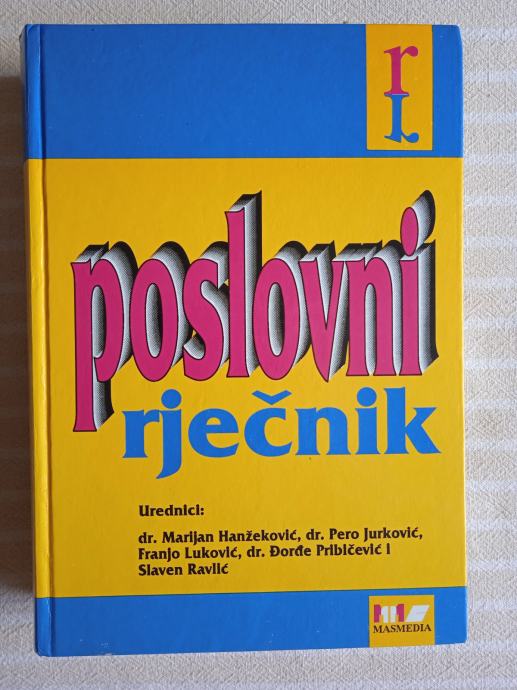 r
poslovni
rječnik
Urednici:
dr. Marijan Hanžeković, dr. Pero Jurković,
Franjo Luković, dr. Đorđe Pribičević i
Slaven Ravlić
MASMEDIA